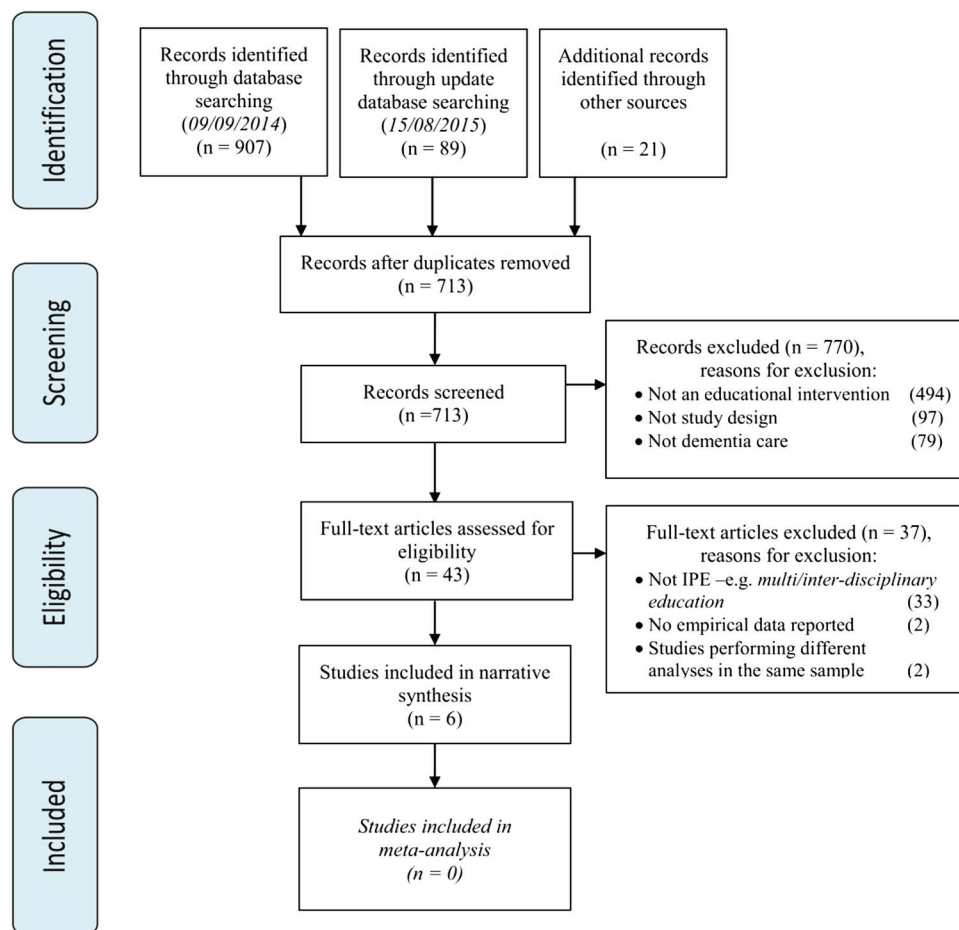 Identification
Records identified
through database
searching
(09/09/2014)
(n = 907)
Records identified
through update
database searching
(15/08/2015)
(n = 89)
Additional records
identified through
other sources
(n = 21)
Records after duplicates removed
(n = 713)
Screening
Records screened
(n =713)
Records excluded (n = 770),
reasons for exclusion:
• Not an educational intervention (494)
• Not study design (97)
• Not dementia care (79)
Eligibility
Full-text articles assessed for
eligibility
(n = 43)
Full-text articles excluded (n = 37),
reasons for exclusion:
• Not IPE –e.g. multi/inter-disciplinary
education (33)
• No empirical data reported (2)
• Studies performing different
analyses in the same sample (2)
Studies included in narrative
synthesis
(n = 6)
Included
Studies included in
meta-analysis
(n = 0)